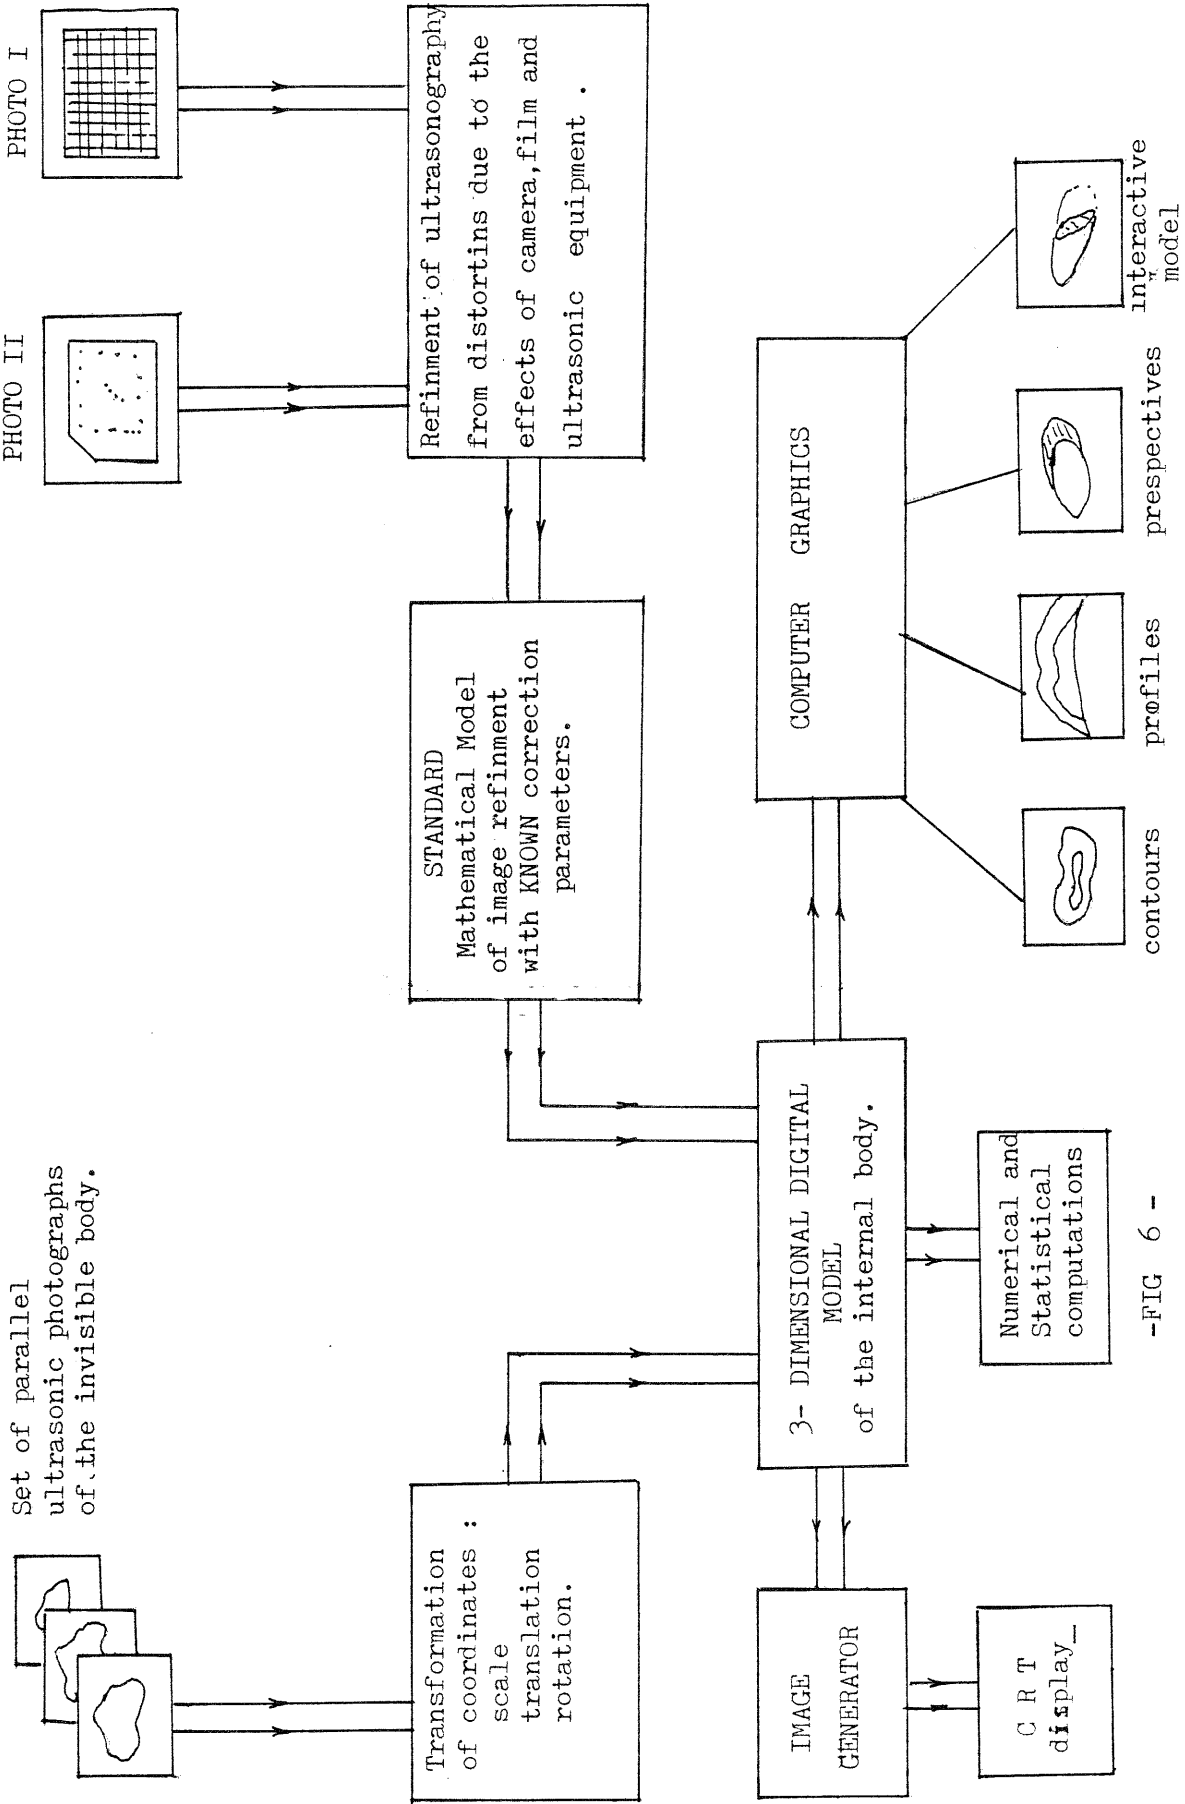 Set of parallel
ultrasonic photographs
of the invisible body.
PHOTO II
PHOTO I
Transformation
of coordinates :
scale
translation
rotation.
STANDARD
Mathematical Model
of image refinment
with KNOWN correction
parameters.
Refinment of ultrasonography
from distortins due to the
effects of camera,film and
ultrasonic equipment .
IMAGE
GENERATOR
3- DIMENSIONAL DIGITAL
MODEL
of the internal body.
COMPUTER GRAPHICS
C R T
display_
Numerical and
Statistical
computations
contours
profiles
prespectives
interactive
model
-FIG 6 -